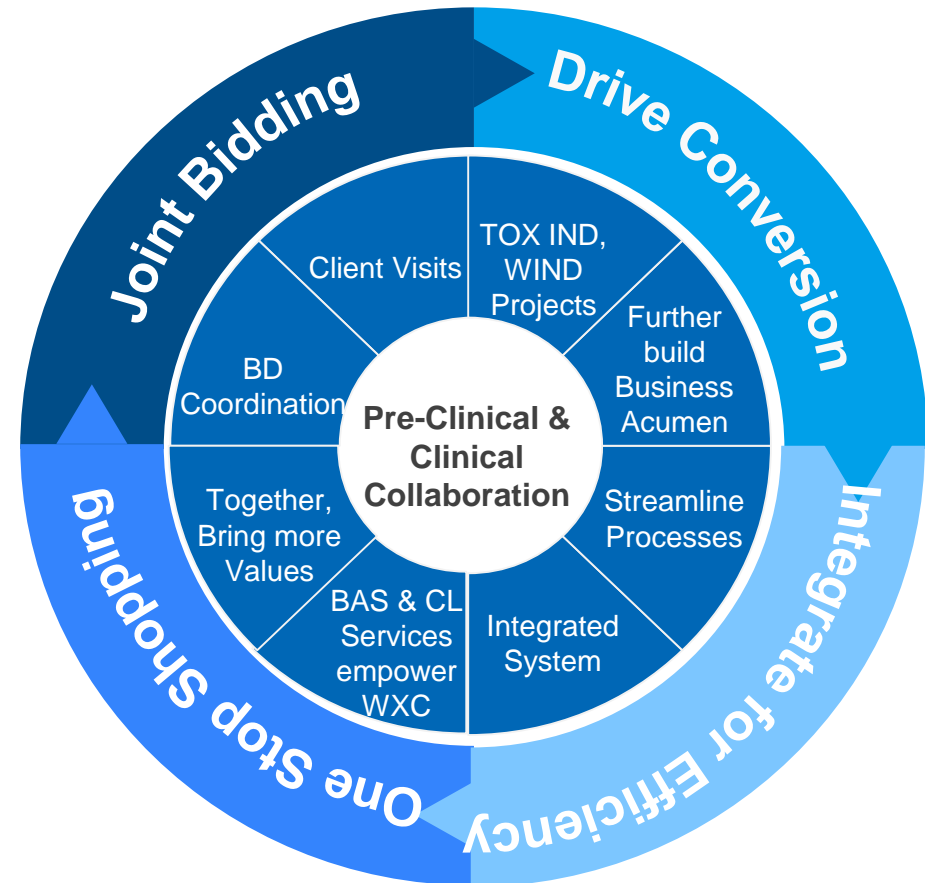 Joint Bidding
Drive Conversion
Integrate for Efficiency
One Stop Shopping
Client Visits
TOX IND,
WIND
Projects
Further
build
Business
Acumen
Streamline
Processes
Integrated
System
BAS & CL
Services
empower
WXC
Together,
Bring more
Values
BD
Coordination
Pre-Clinical &
Clinical
Collaboration